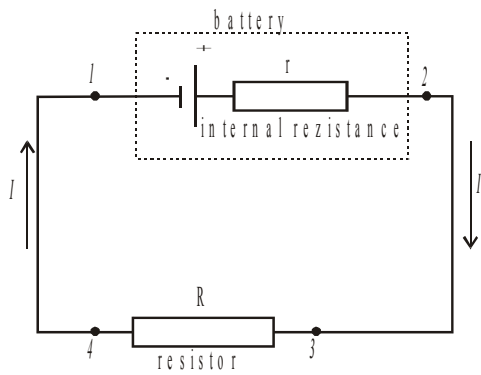 battery
- +
1 r 2
internal rezistance
I I
R
4 3
resistor